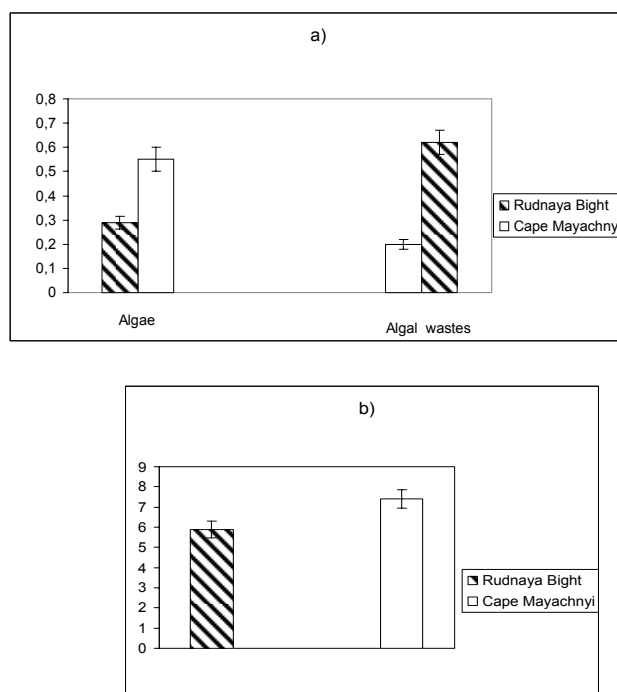 a)
0,8
0,7
0,6
0,5
0,4
0,3
0,2
0,1
0
Algae
Algal wastes
Rudnaya Bight
Cape Mayachnyi
b)
9
8
7
6
5
4
3
2
1
0
Rudnaya Bight
Cape Mayachnyi